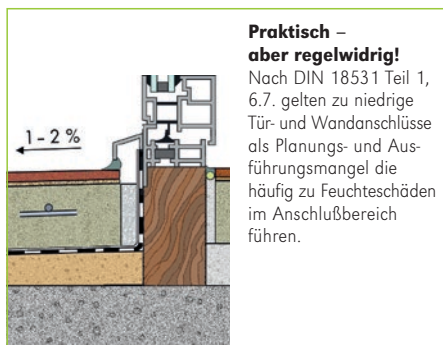 Praktisch –
aber regelwidrig!
Nach DIN 18531 Teil 1,
6.7. gelten zu niedrige
Tür- und Wandanschlüsse
als Planungs- und Aus-
führungsmangel die
häufig zu Feuchteschäden
im Anschlußbereich
führen.
1-2 %